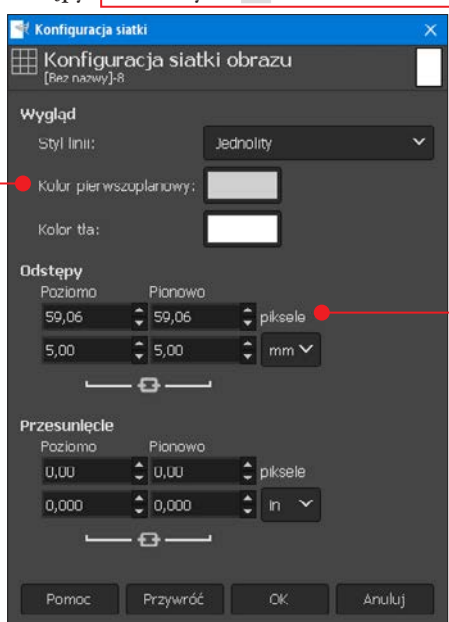 Konfiguracja siatki
Konfiguracja siatki obrazu
[Bez nazwy]-8
Wygląd
Styl linii: Jednolity
Kolor pierwszoplanowy:
Kolor tła:
Odstępy
Poziomo Pionowo
59,06 59,06 piksele
5,00 5,00 mm
Przesunięcie
Poziomo Pionowo
0,00 0,00 piksele
0,000 0,000 in
Pomoc Przywróć OK Anuluj